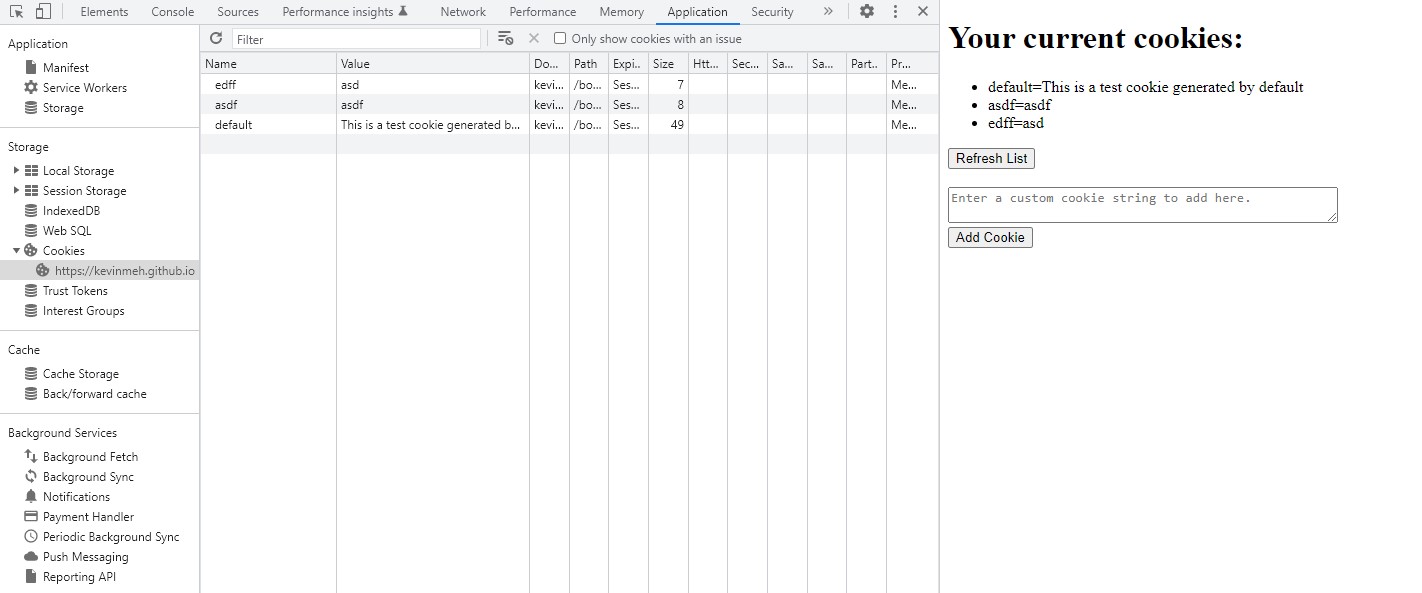 Elements Console Sources Performance insights Network Performance Memory Application Security
Filter
Only show cookies with an issue
Application
Manifest
Service Workers
Storage
Storage
Local Storage
Session Storage
IndexedDB
Web SQL
Cookies
https://kevinmeh.github.io
Trust Tokens
Interest Groups
Cache
Cache Storage
Back/forward cache
Background Services
Background Fetch
Background Sync
Notifications
Payment Handler
Periodic Background Sync
Push Messaging
Reporting API
Name Value Do... Path Expi.. Size Htt... Sec... Sa... Sa... Part.. Pr...
edff asd kevi... /bo... Ses... 7 Me...
asdf asdf kevi... /bo... Ses... 8 Me...
default This is a test cookie generated b... kevi... /bo... Ses... 49 Me...
Your current cookies:
• default=This is a test cookie generated by default
• asdf=asdf
• edff=asd
Refresh List
Enter a custom cookie string to add here.
Add Cookie